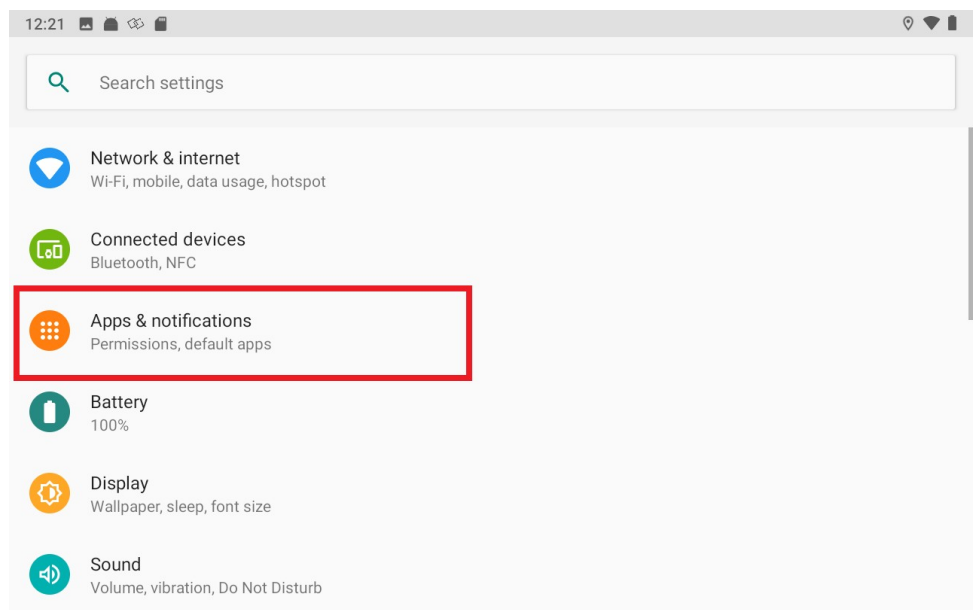 12:21
Search settings
Network & internet
Wi-Fi, mobile, data usage, hotspot
Connected devices
Bluetooth, NFC
Apps & notifications
Permissions, default apps
Battery
100%
Display
Wallpaper, sleep, font size
Sound
Volume, vibration, Do Not Disturb